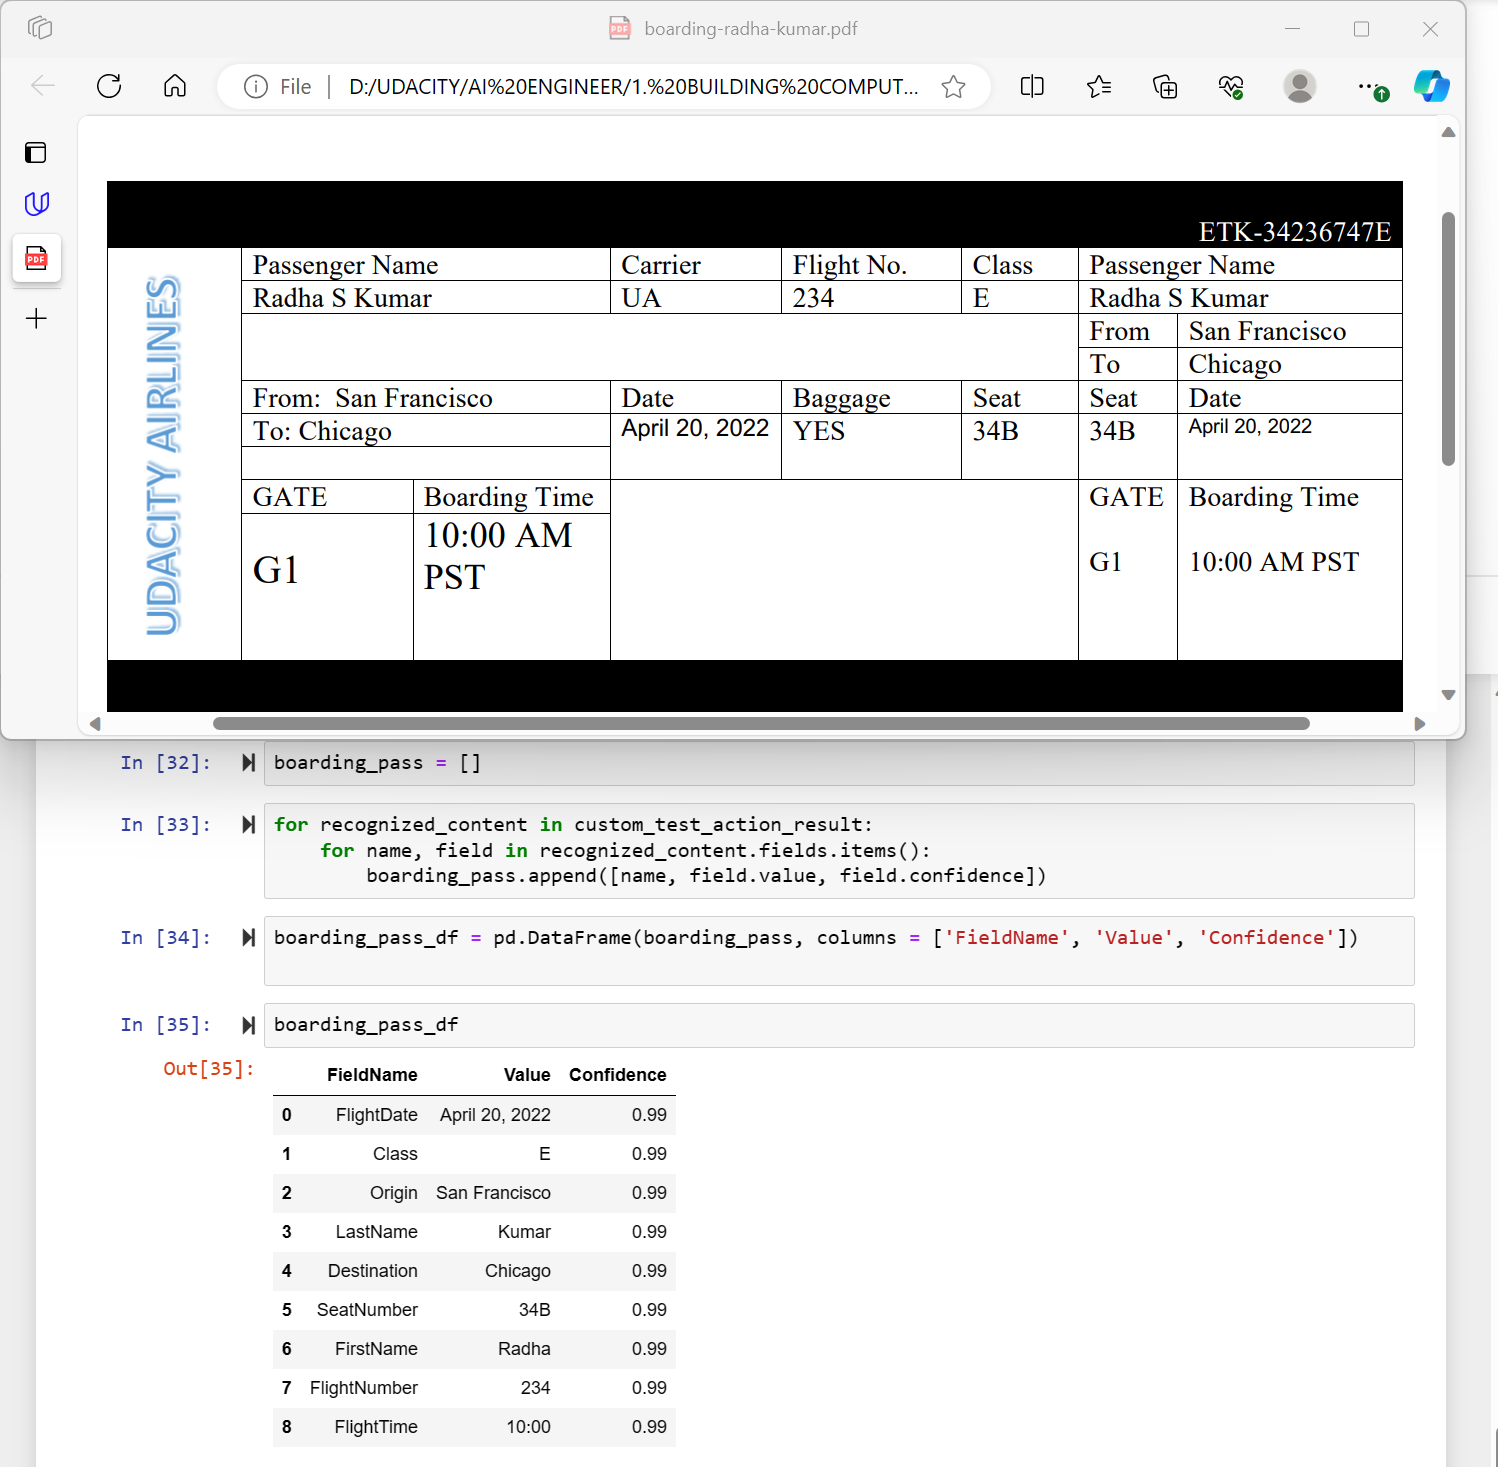 boarding-radha-kumar.pdf
File | D:/UDACITY/AI%20ENGINEER/1.%20BUILDING%20COMPUT...
ETK-34236747E
UDACITY AIRLINES
Passenger Name Carrier Flight No. Class Passenger Name
Radha S Kumar UA 234 E Radha S Kumar
From San Francisco
To Chicago
From: San Francisco Date Baggage Seat Seat Date
To: Chicago April 20, 2022 YES 34B 34B April 20, 2022
GATE Boarding Time GATE Boarding Time
10:00 AM
G1 PST G1 10:00 AM PST
In [32]: boarding_pass = []
In [33]: for recognized_content in custom_test_action_result:
for name, field in recognized_content.fields.items():
boarding_pass.append([name, field.value, field.confidence])
In [34]: boarding_pass_df = pd.DataFrame(boarding_pass, columns = ['FieldName', 'Value', 'Confidence'])
In [35]: boarding_pass_df
Out[35]:
FieldName Value Confidence
0 FlightDate April 20, 2022 0.99
1 Class E 0.99
2 Origin San Francisco 0.99
3 LastName Kumar 0.99
4 Destination Chicago 0.99
5 SeatNumber 34B 0.99
6 FirstName Radha 0.99
7 FlightNumber 234 0.99
8 FlightTime 10:00 0.99